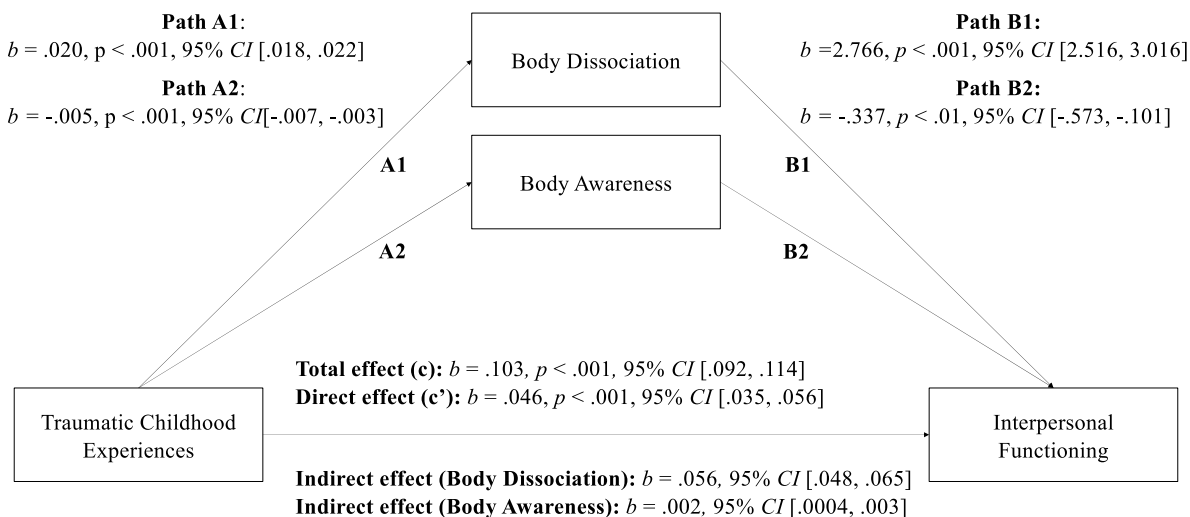 Path A1:
b = .020, p < .001, 95% CI [.018, .022]
Path A2:
b = -.005, p < .001, 95% CI[-.007, -.003]
Body Dissociation
Path B1:
b =2.766, p < .001, 95% CI [2.516, 3.016]
Path B2:
b = -.337, p < .01, 95% CI [-.573, -.101]
A1
Body Awareness
B1
A2
B2
Total effect (c): b = .103, p < .001, 95% CI [.092, .114]
Direct effect (c’): b = .046, p < .001, 95% CI [.035, .056]
Traumatic Childhood
Experiences
Interpersonal
Functioning
Indirect effect (Body Dissociation): b = .056, 95% CI [.048, .065]
Indirect effect (Body Awareness): b = .002, 95% CI [.0004, .003]